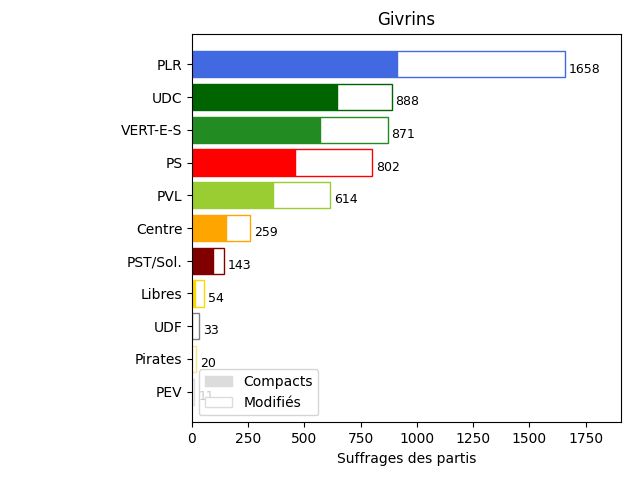 Givrins
PLR 1658
UDC 888
VERT-E-S 871
PS 802
PVL 614
Centre 259
PST/Sol. 143
Libres 54
UDF 33
Pirates 20
PEV 11
Compacts
Modifiés
0 250 500 750 1000 1250 1500 1750
Suffrages des partis